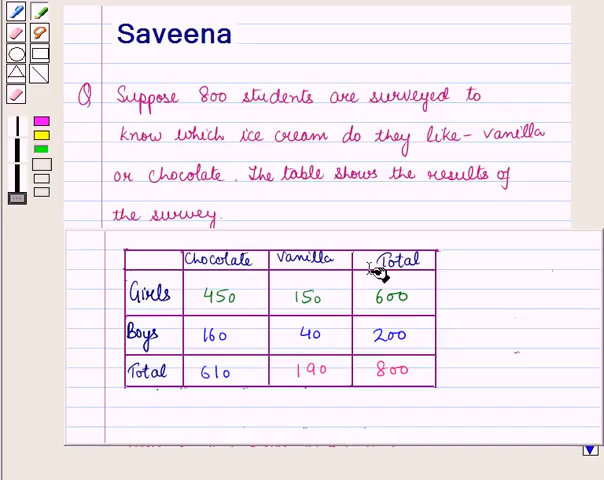 Saveena
Q Suppose 800 students are surveyed to
know which ice cream do they like - vanilla
or chocolate. The table shows the results of
the survey.
Chocolate Vanilla Total
Girls 450 150 600
Boys 160 40 200
Total 610 190 800